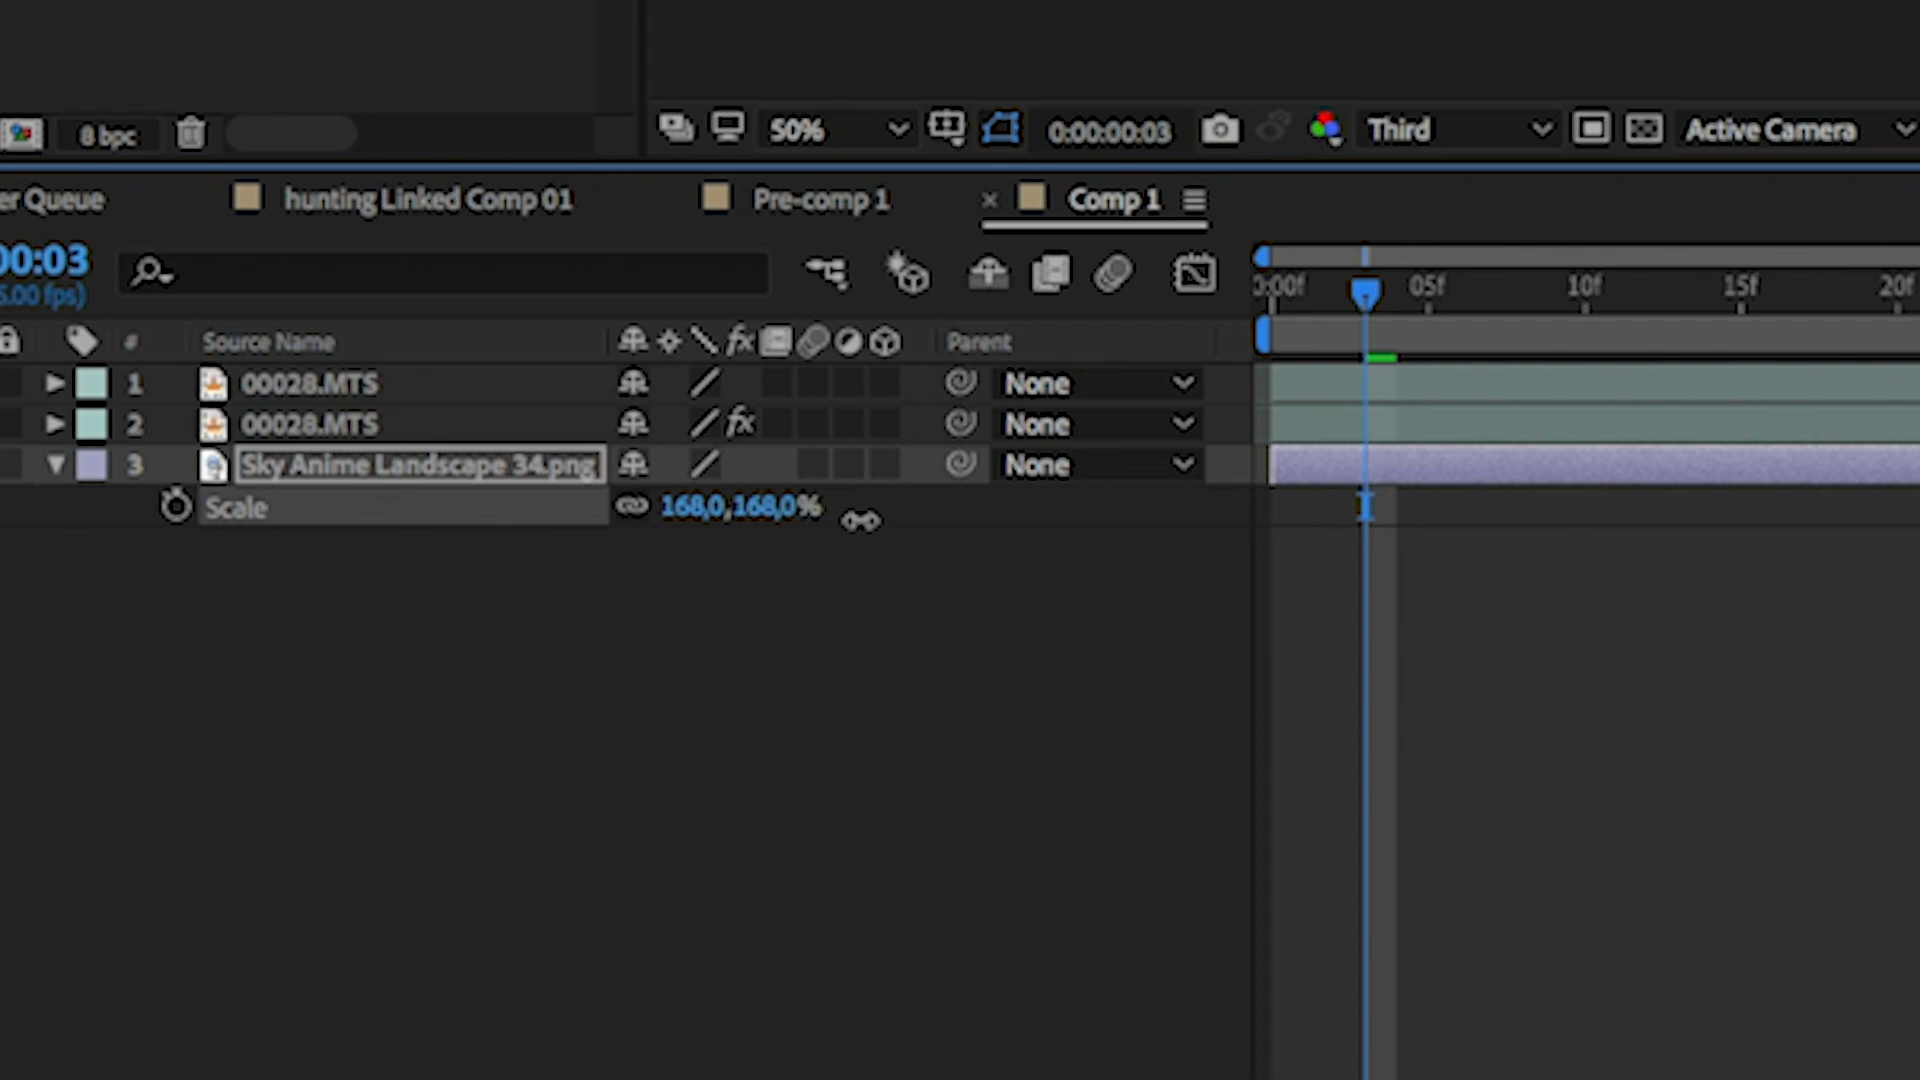 8 bpc 50% 0:00:00:03 Third Active Camera
er Queue hunting Linked Comp 01 Pre-comp 1 × Comp 1
00:03
5.00 fps)
0:00f 05f 10f 15f 20f
# Source Name fx Parent
1 00028.MTS None
2 00028.MTS fx None
3 Sky Anime Landscape 34.png None
Scale 168,0,168,0%